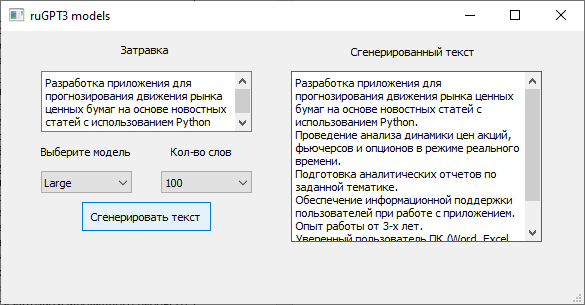 ruGPT3 models
Затравка
Разработка приложения для
прогнозирования движения рынка
ценных бумаг на основе новостных
статей с использованием Python
Выберите модель
Кол-во слов
Large
100
Сгенерировать текст
Сгенерированный текст
Разработка приложения для
прогнозирования движения рынка ценных
бумаг на основе новостных статей с
использованием Python.
Проведение анализа динамики цен акций,
фьючерсов и опционов в режиме реального
времени.
Подготовка аналитических отчетов по
заданной тематике.
Обеспечение информационной поддержки
пользователей при работе с приложением.
Опыт работы от 3-х лет.
Уверенный пользователь ПК (Word, Excel,